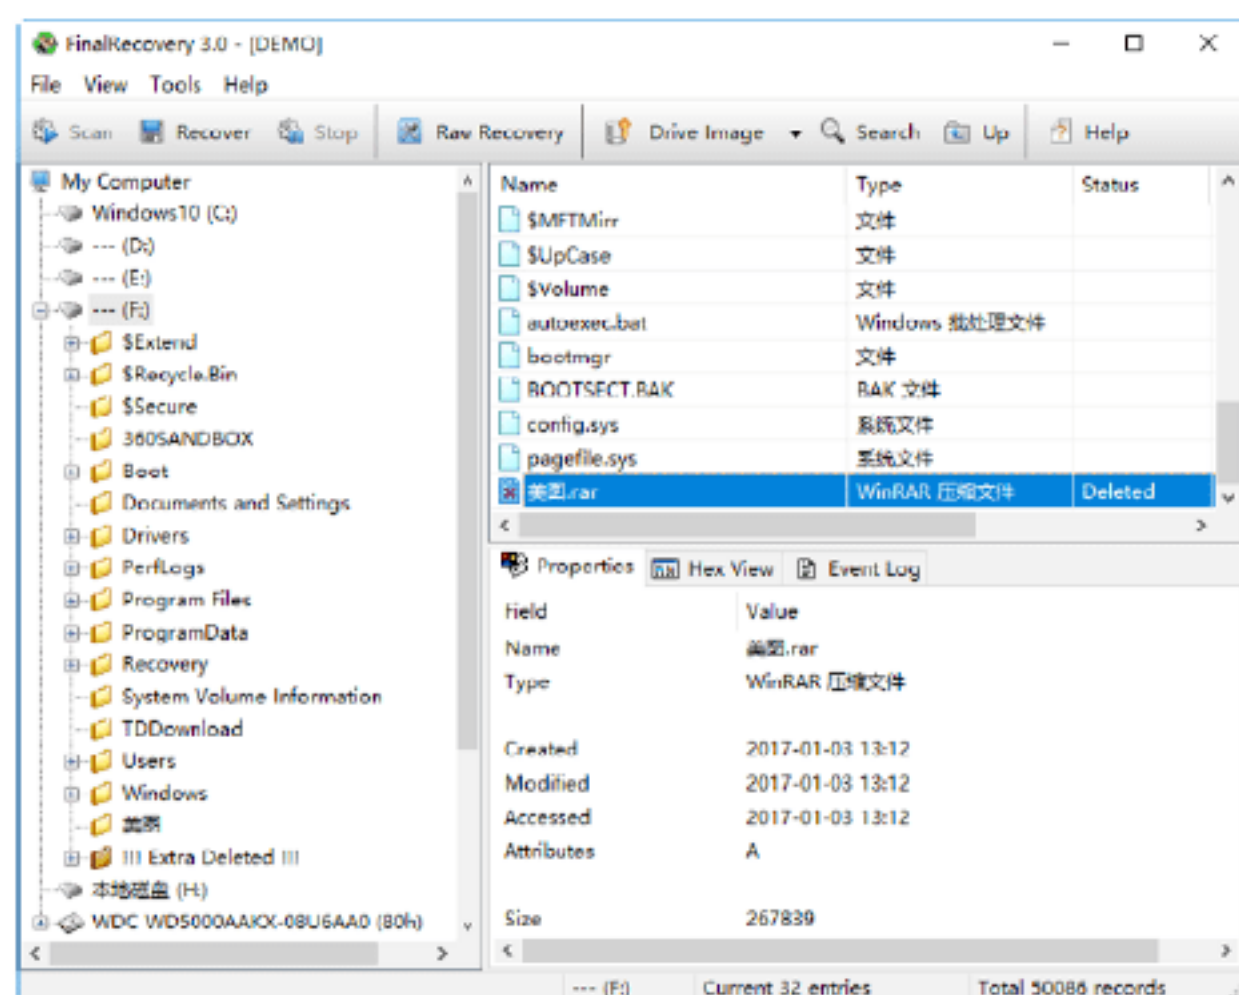 FinalRecovery 3.0 - [DEMO]
File View Tools Help
Scan Recover Stop Raw Recovery Drive Image Search Up Help
My Computer
Windows10 (C:)
--- (D:)
--- (E:)
--- (F:)
$Extend
$Recycle.Bin
$Secure
360SANDBOX
Boot
Documents and Settings
Drivers
PerfLogs
Program Files
ProgramData
Recovery
System Volume Information
TDDownload
Users
Windows
美图
!!! Extra Deleted !!!
本地磁盘 (H:)
WDC WD5000AAKX-08U6AA0 (80h)
Name Type Status
$MFTMirr 文件
$UpCase 文件
$Volume 文件
autoexec.bat Windows 批处理文件
bootmgr 文件
BOOTSECT.BAK BAK 文件
config.sys 系统文件
pagefile.sys 系统文件
美图.rar WinRAR 压缩文件 Deleted
Properties Hex View Event Log
Field Value
Name 美图.rar
Type WinRAR 压缩文件
Created 2017-01-03 13:12
Modified 2017-01-03 13:12
Accessed 2017-01-03 13:12
Attributes A
Size 267839
--- (F:) Current 32 entries Total 50086 records